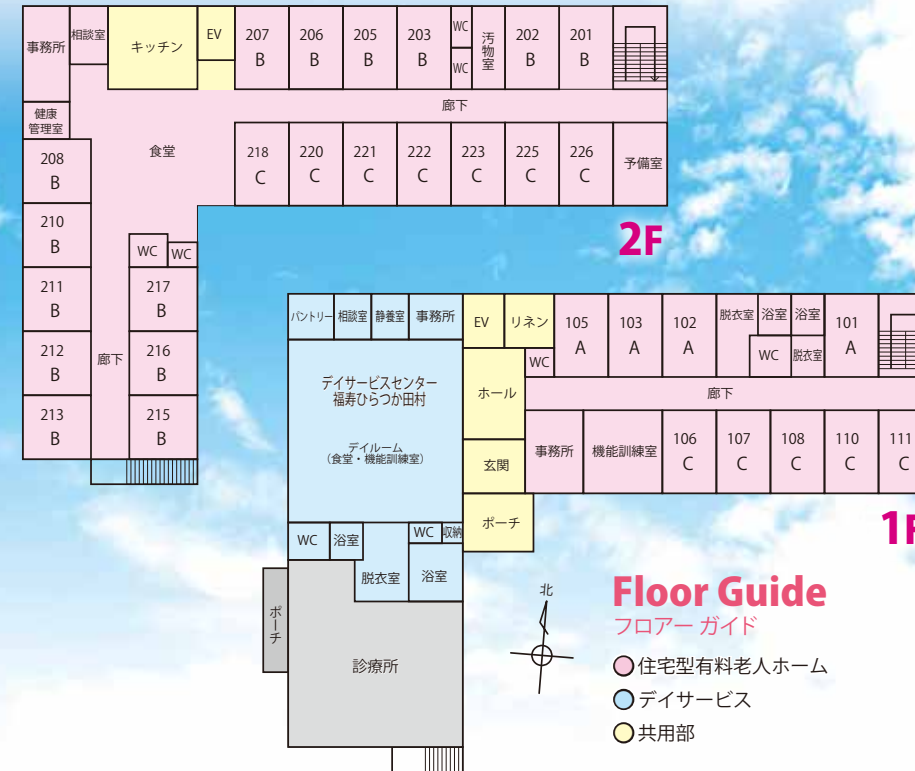 事務所
相談室
キッチン
EV
207
B
206
B
205
B
203
B
WC
WC
汚物室
202
B
201
B
廊下
健康
管理室
食堂
208
B
218
C
220
C
221
C
222
C
223
C
225
C
226
C
予備室
210
B
2F
WC
WC
211
B
217
B
212
B
廊下
216
B
213
B
215
B
パントリー
相談室
静養室
事務所
EV
リネン
WC
105
A
103
A
102
A
脱衣室
浴室
浴室
WC
脱衣室
101
A
デイサービスセンター
福寿ひらつか田村
デイルーム
(食堂・機能訓練室)
ホール
廊下
玄関
事務所
機能訓練室
106
C
107
C
108
C
110
C
111
C
ポーチ
1F
WC
浴室
WC
収納
脱衣室
浴室
ポーチ
診療所
北
Floor Guide
フロアー ガイド
住宅型有料老人ホーム
デイサービス
共用部